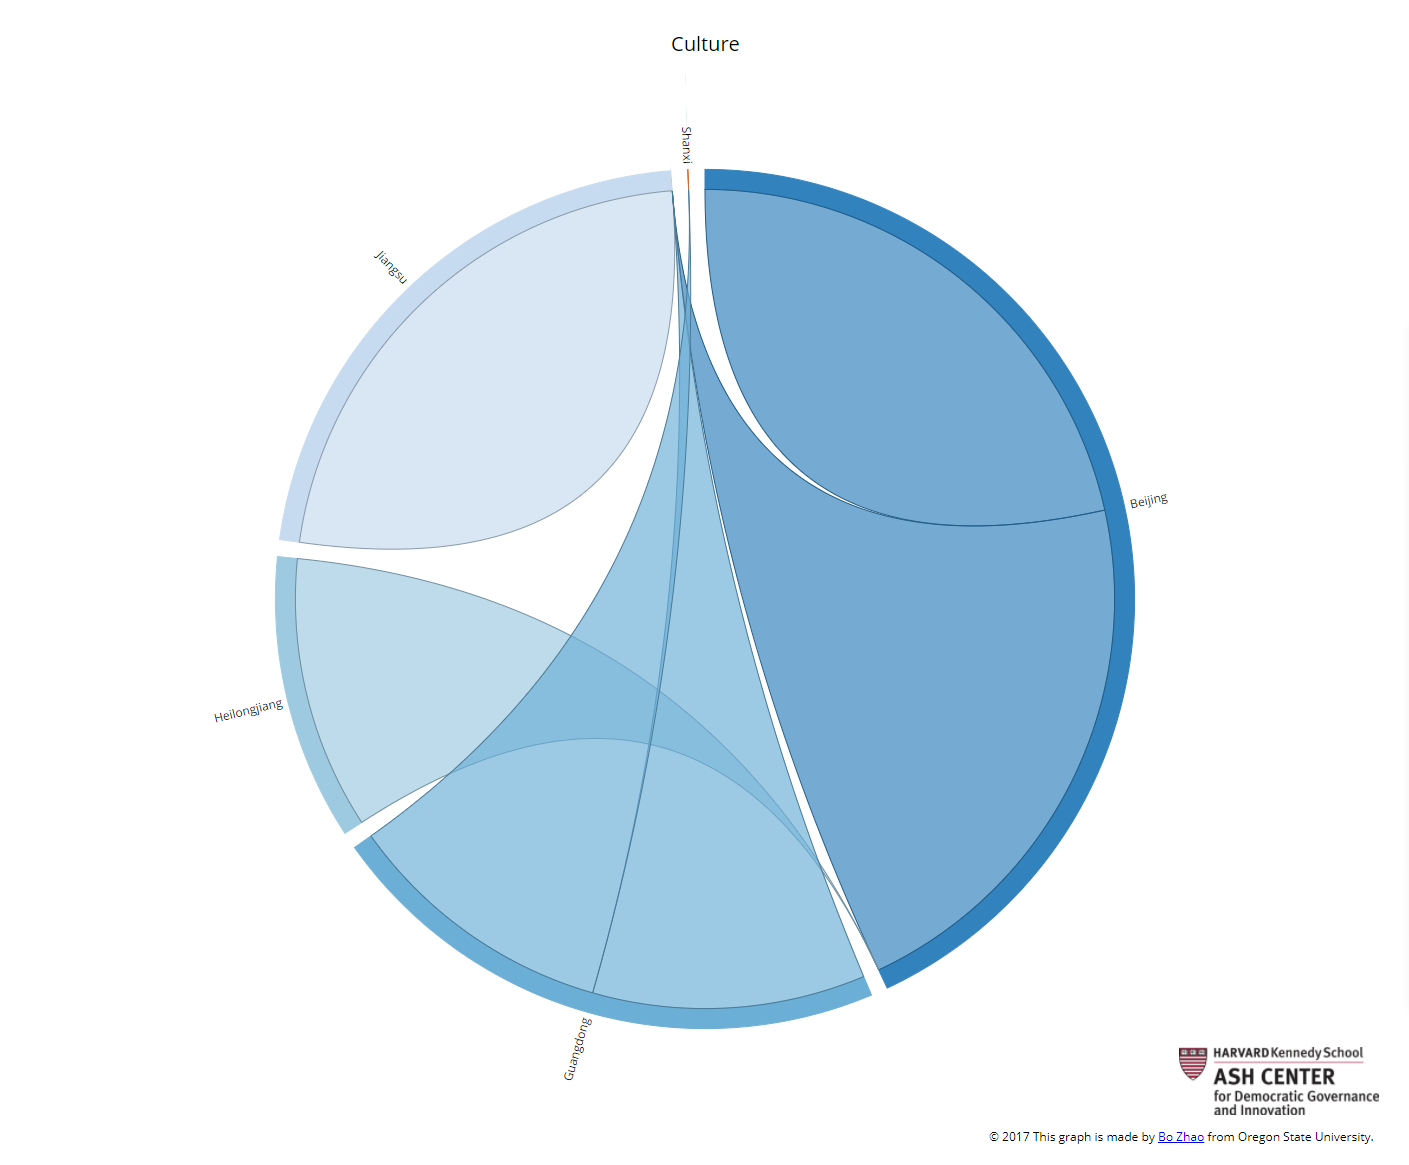 Culture
Shanxi
Jiangsu
Beijing
Heilongjiang
Guangdong
HARVARD Kennedy School
ASH CENTER
for Democratic Governance
and Innovation
© 2017 This graph is made by Bo Zhao from Oregon State University.